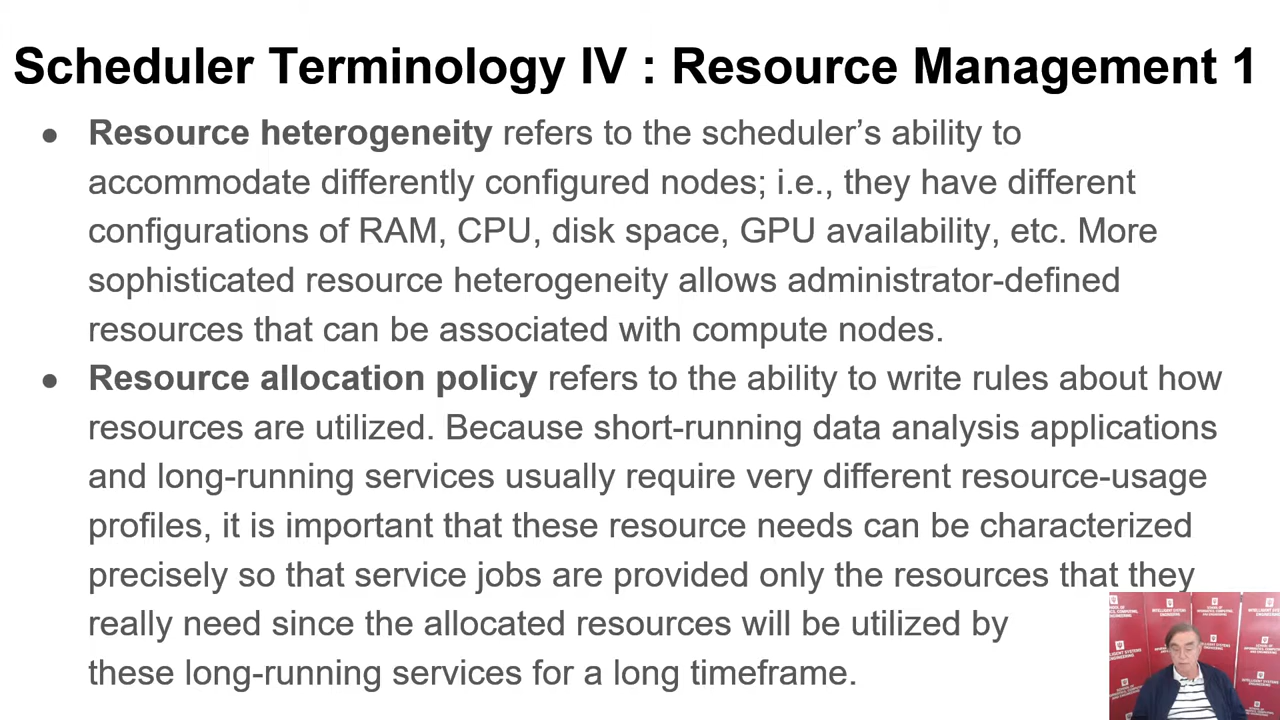 Scheduler Terminology IV : Resource Management 1
● Resource heterogeneity refers to the scheduler’s ability to
accommodate differently configured nodes; i.e., they have different
configurations of RAM, CPU, disk space, GPU availability, etc. More
sophisticated resource heterogeneity allows administrator-defined
resources that can be associated with compute nodes.
● Resource allocation policy refers to the ability to write rules about how
resources are utilized. Because short-running data analysis applications
and long-running services usually require very different resource-usage
profiles, it is important that these resource needs can be characterized
precisely so that service jobs are provided only the resources that they
really need since the allocated resources will be utilized by
these long-running services for a long timeframe.
INTELLIGENT SYSTEMS
ENGINEERING